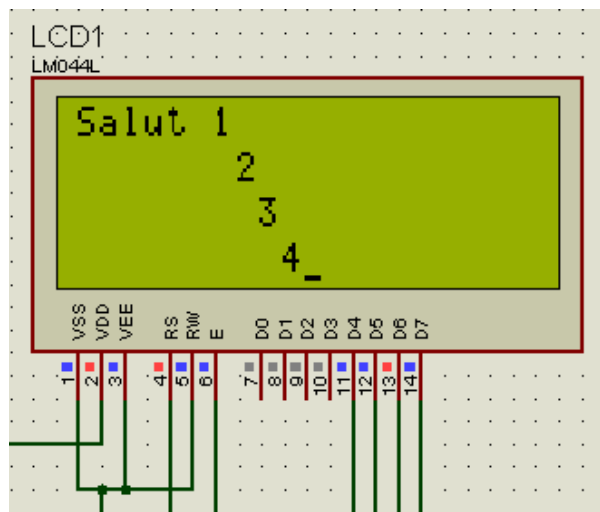 LCD1
LM044L
Salut 1
2
3
4_
VSS VDD VEE RS RW E D0 D1 D2 D3 D4 D5 D6 D7
1 2 3 4 5 6 7 8 9 10 11 12 13 14